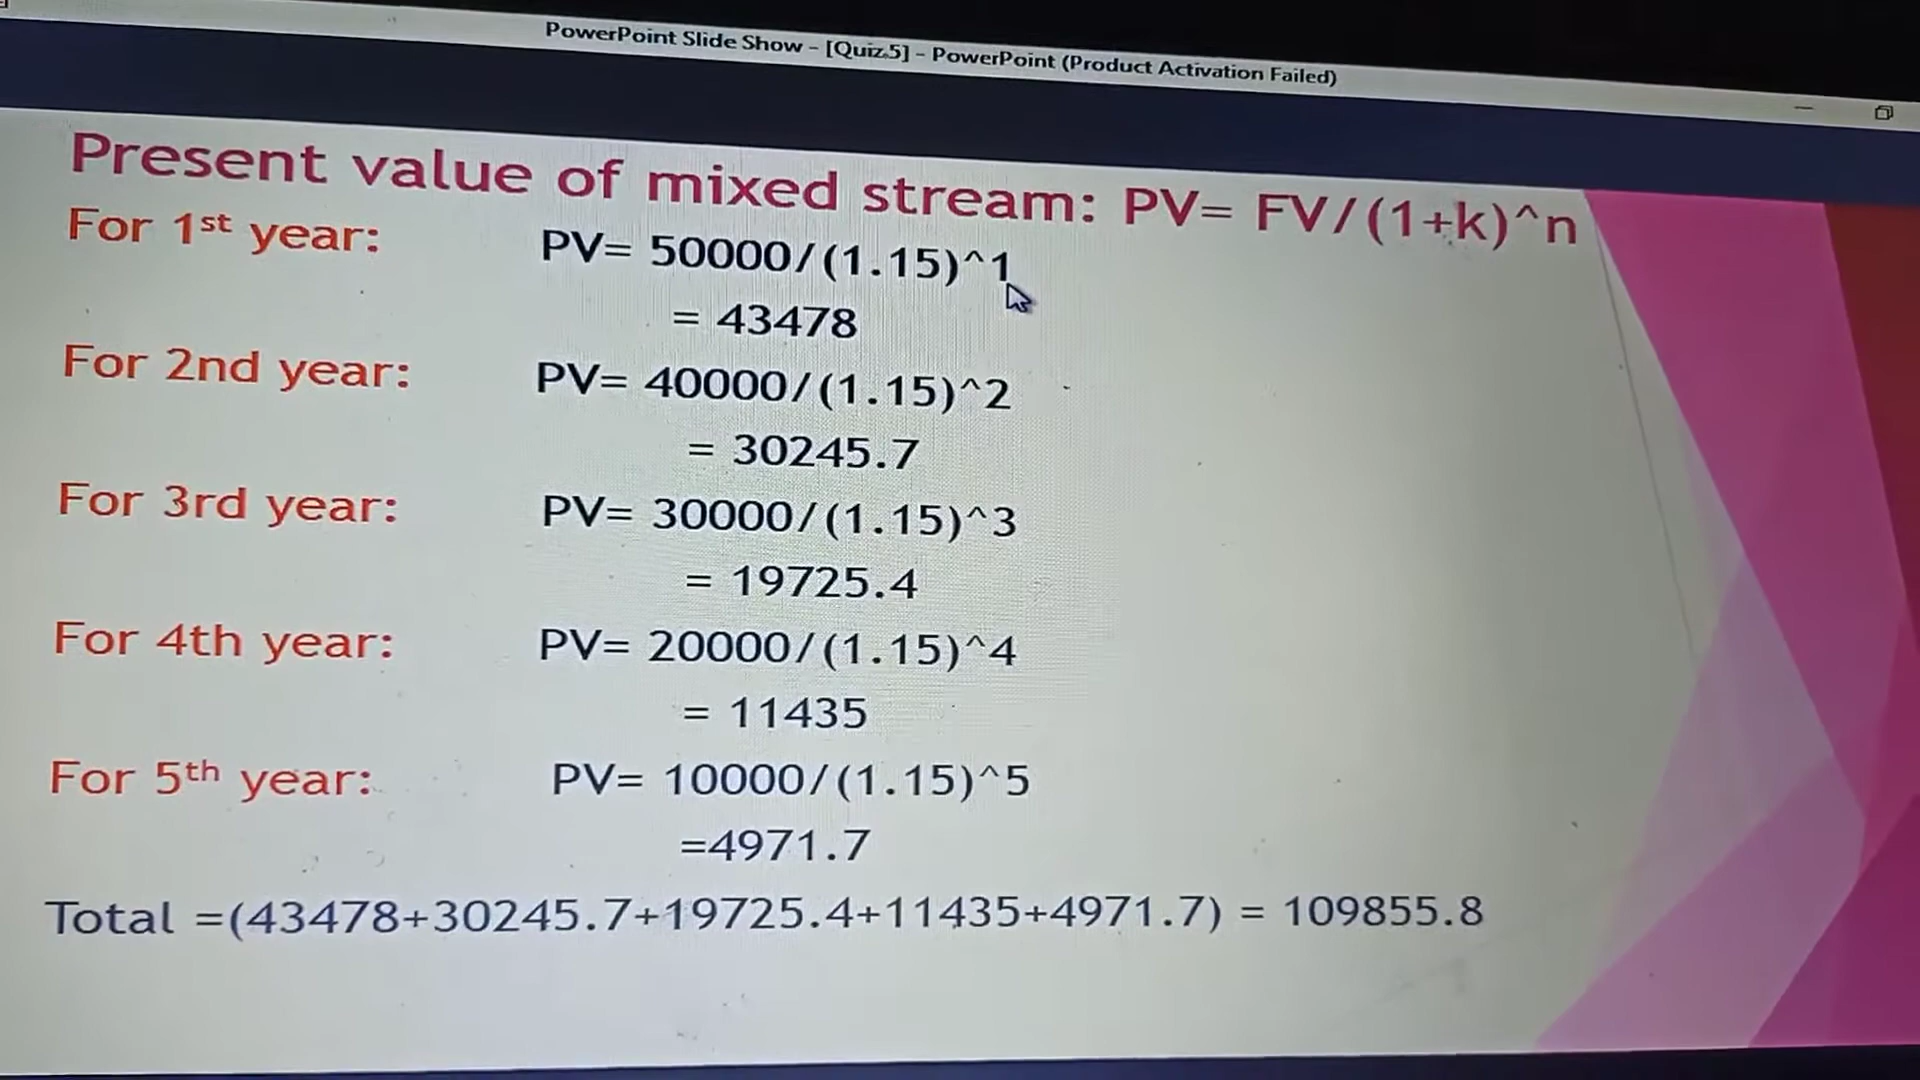 PowerPoint Slide Show - [Quiz.5] - PowerPoint (Product Activation Failed)
Present value of mixed stream: PV= FV/(1+k)^n
For 1st year: PV= 50000/(1.15)^1
= 43478
For 2nd year: PV= 40000/(1.15)^2
= 30245.7
For 3rd year: PV= 30000/(1.15)^3
= 19725.4
For 4th year: PV= 20000/(1.15)^4
= 11435
For 5th year: PV= 10000/(1.15)^5
=4971.7
Total =(43478+30245.7+19725.4+11435+4971.7) = 109855.8